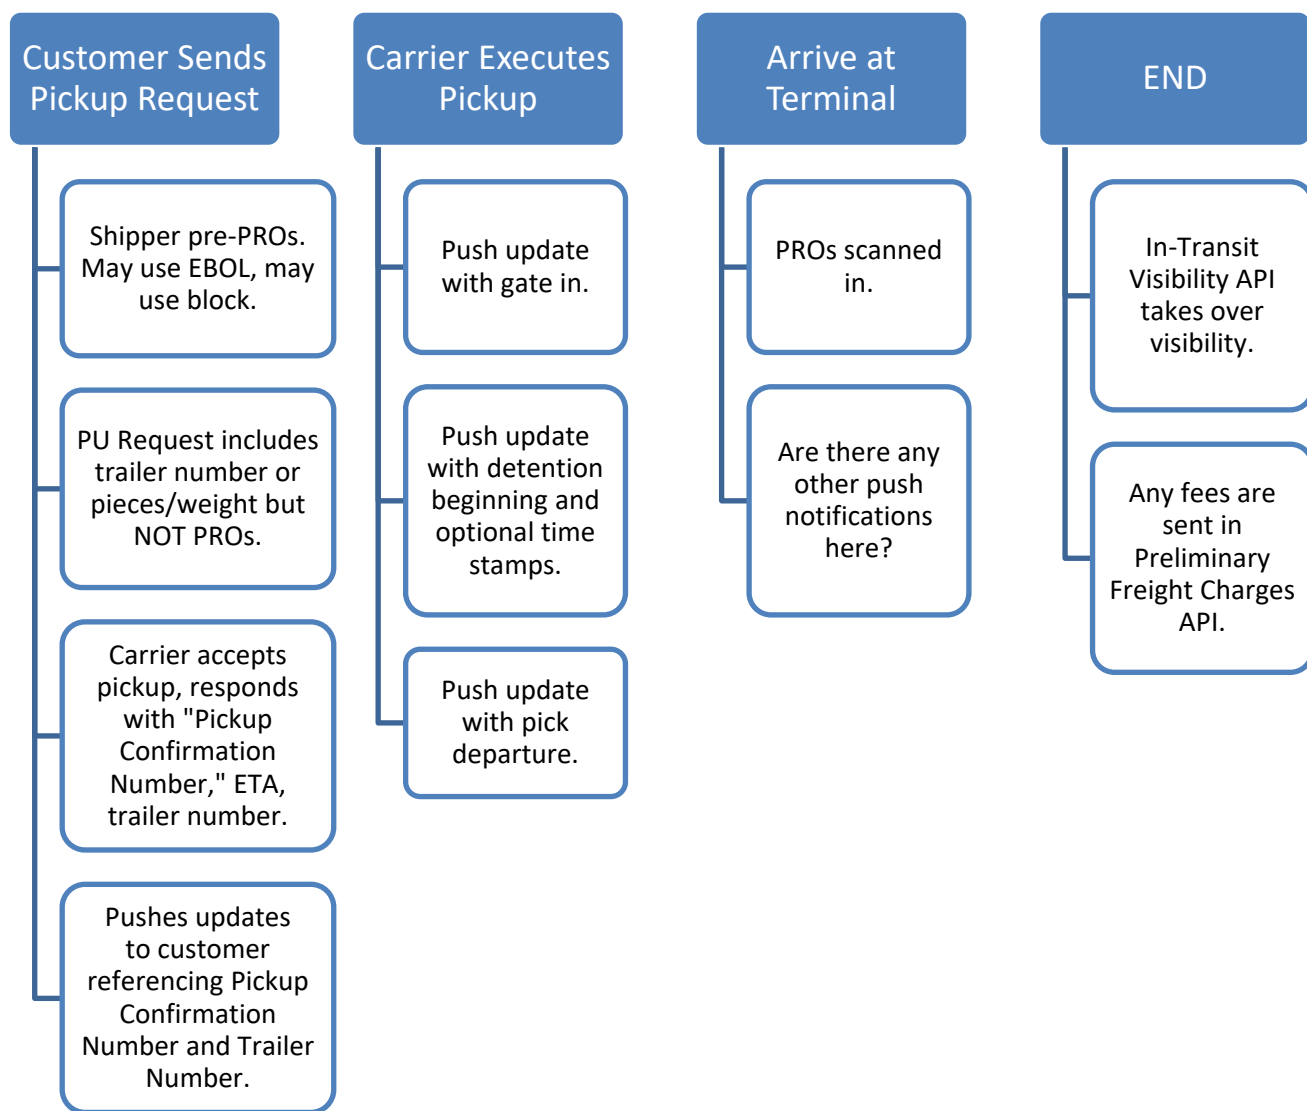 Customer Sends
Pickup Request
Shipper pre-PROs.
May use EBOL, may
use block.
PU Request includes
trailer number or
pieces/weight but
NOT PROs.
Carrier accepts
pickup, responds
with "Pickup
Confirmation
Number," ETA,
trailer number.
Pushes updates
to customer
referencing Pickup
Confirmation
Number and Trailer
Number.
Carrier Executes
Pickup
Push update
with gate in.
Push update
with detention
beginning and
optional time
stamps.
Push update
with pick
departure.
Arrive at
Terminal
PROs scanned
in.
Are there any
other push
notifications
here?
END
In-Transit
Visibility API
takes over
visibility.
Any fees are
sent in
Preliminary
Freight Charges
API.